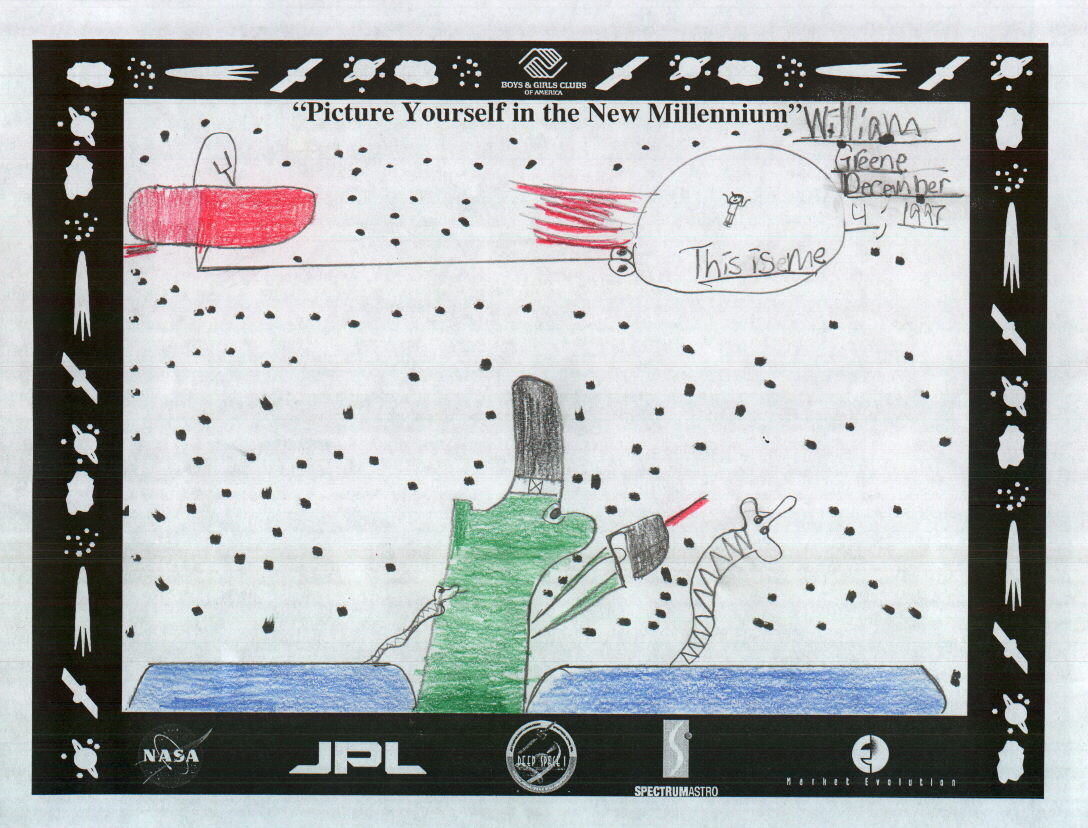 BOYS & GIRLS CLUBS
OF AMERICA
“Picture Yourself in the New Millennium”
William
Greene
December
4, 1997
This is me
NASA
JPL
DEEP SPACE 1
SPECTRUMASTRO
Market Evolution